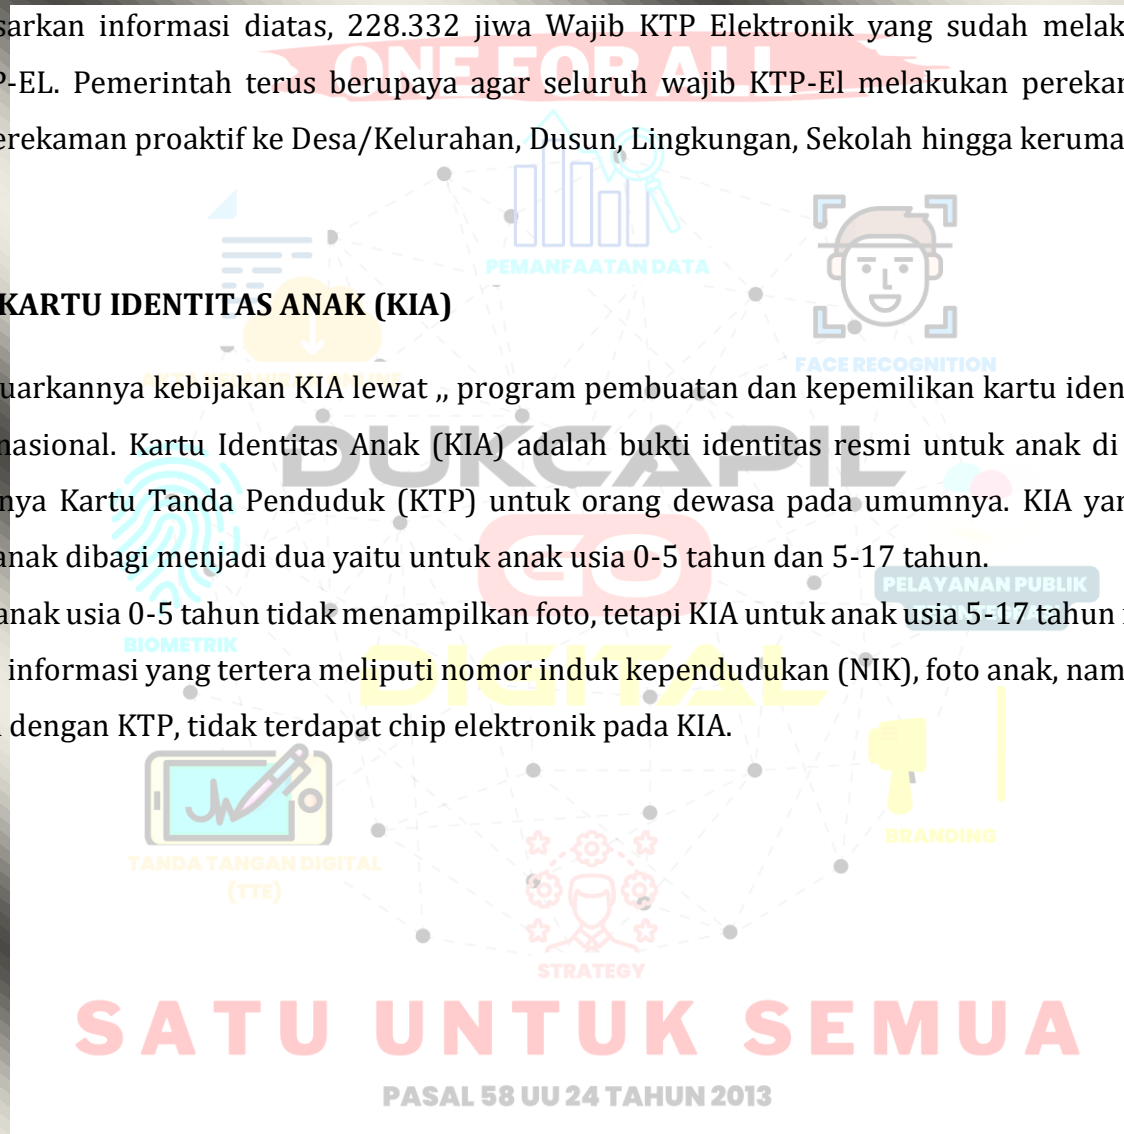 sarkan informasi diatas, 228.332 jiwa Wajib KTP Elektronik yang sudah melak
ONE FOR ALL
P-EL. Pemerintah terus berupaya agar seluruh wajib KTP-El melakukan perekar
erekaman proaktif ke Desa/Kelurahan, Dusun, Lingkungan, Sekolah hingga keruma
PEMANFAATAN DATA
KARTU IDENTITAS ANAK (KIA)
FACE RECOGNITION
uarkannya kebijakan KIA lewat „ program pembuatan dan kepemilikan kartu iden
DUKCAPIL
nasional. Kartu Identitas Anak (KIA) adalah bukti identitas resmi untuk anak di
nya Kartu Tanda Penduduk (KTP) untuk orang dewasa pada umumnya. KIA yan
GO
anak dibagi menjadi dua yaitu untuk anak usia 0-5 tahun dan 5-17 tahun.
PELAYANAN PUBLIK
anak usia 0-5 tahun tidak menampilkan foto, tetapi KIA untuk anak usia 5-17 tahun
BIOMETRIK
informasi yang tertera meliputi nomor induk kependudukan (NIK), foto anak, nam
DIGITAL
dengan KTP, tidak terdapat chip elektronik pada KIA.
BRANDING
TANDA TANGAN DIGITAL
(TTE)
STRATEGY
SATU UNTUK SEMUA
PASAL 58 UU 24 TAHUN 2013